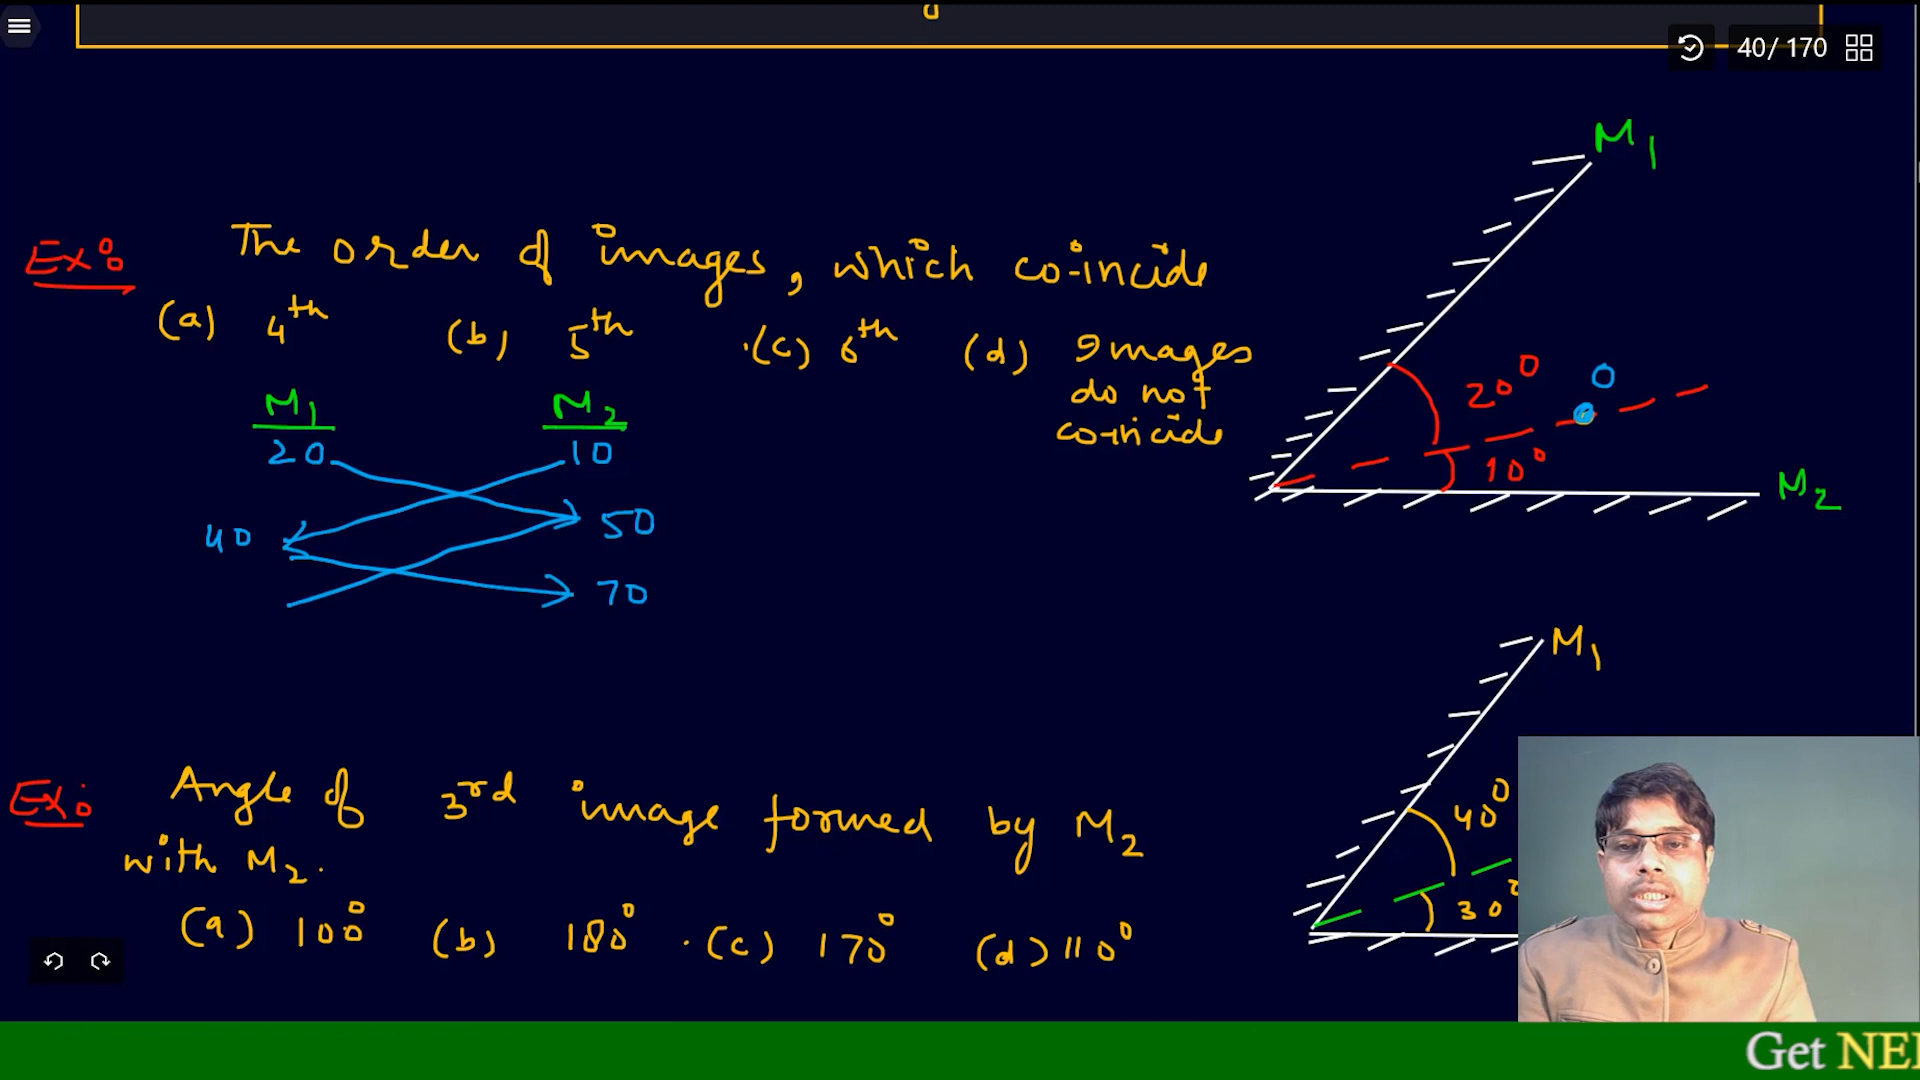 40/ 170
M1
Ex: The order of images, which co-incide
(a) 4th (b) 5th (c) 6th (d) Images do not co-incide
M1 M2
20 10
40 50
70
20° O
10°
M2
M1
Ex: Angle of 3rd image formed by M2
with M2.
(a) 100° (b) 180° (c) 170° (d) 110°
40°
30°
Get NE